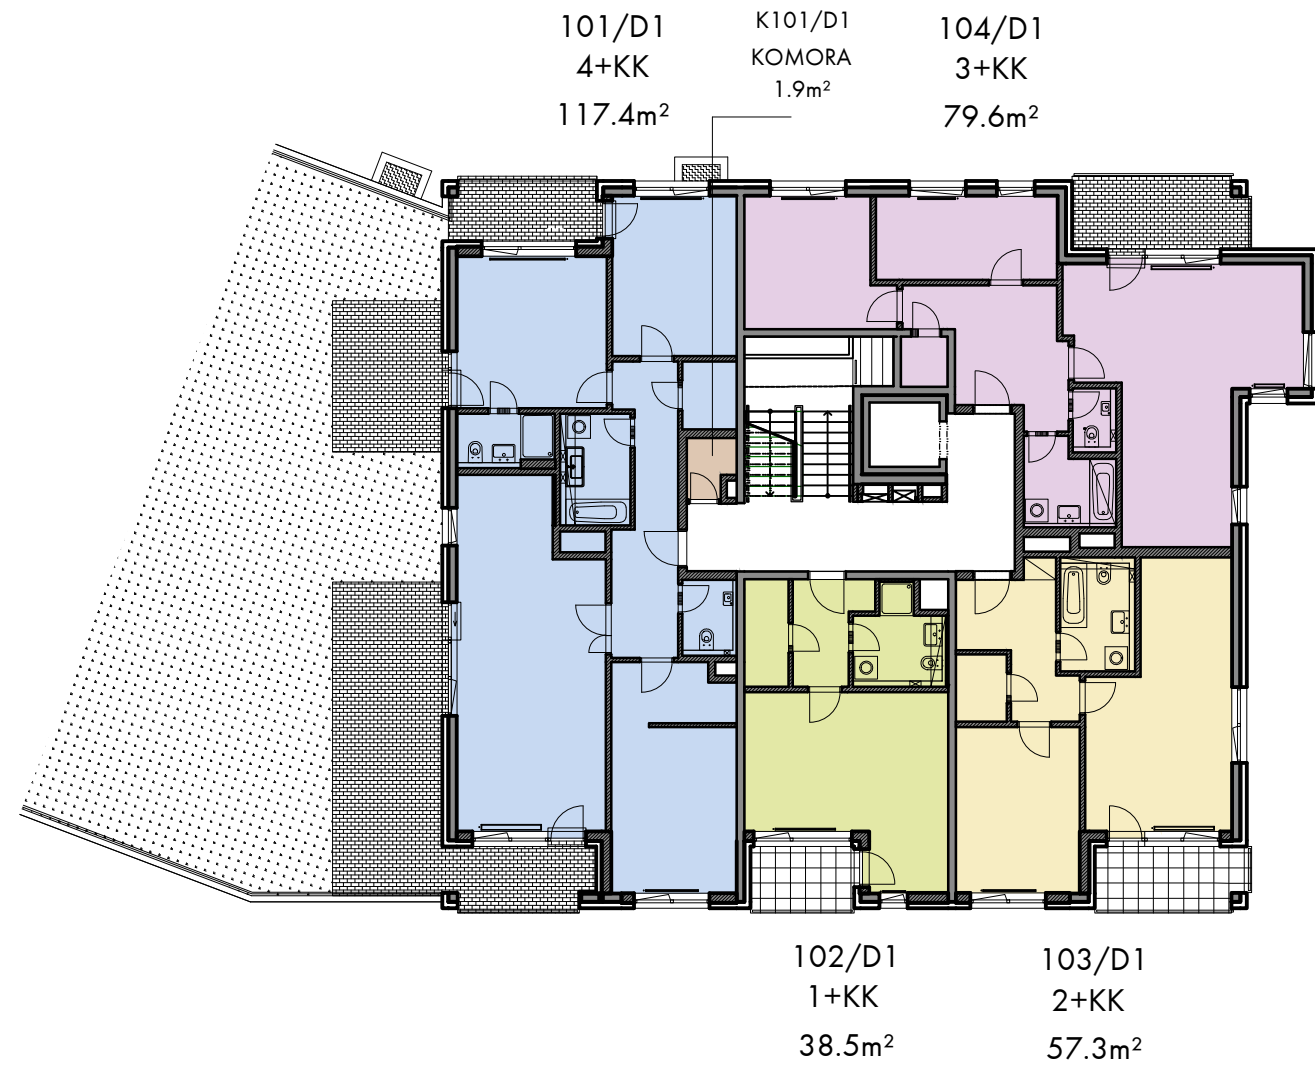 101/D1
4+KK
117.4m²
K101/D1
KOMORA
1.9m²
104/D1
3+KK
79.6m²
102/D1
1+KK
38.5m²
103/D1
2+KK
57.3m²